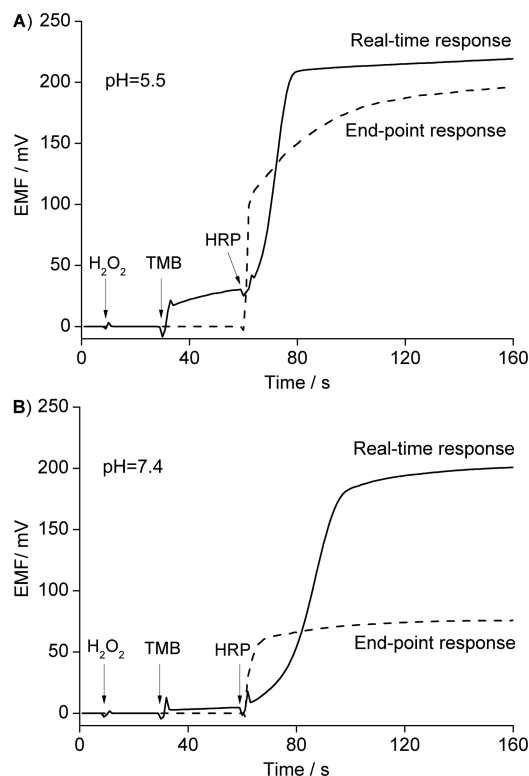 A)
250
200
150
100
50
0
EMF / mV
pH=5.5
Real-time response
End-point response
H₂O₂
TMB
HRP
40
80
120
160
Time / s
B)
250
200
150
100
50
0
EMF/ mV
pH=7.4
Real-time response
End-point response
H₂O₂
TMB
HRP
40
80
120
160
Time / s